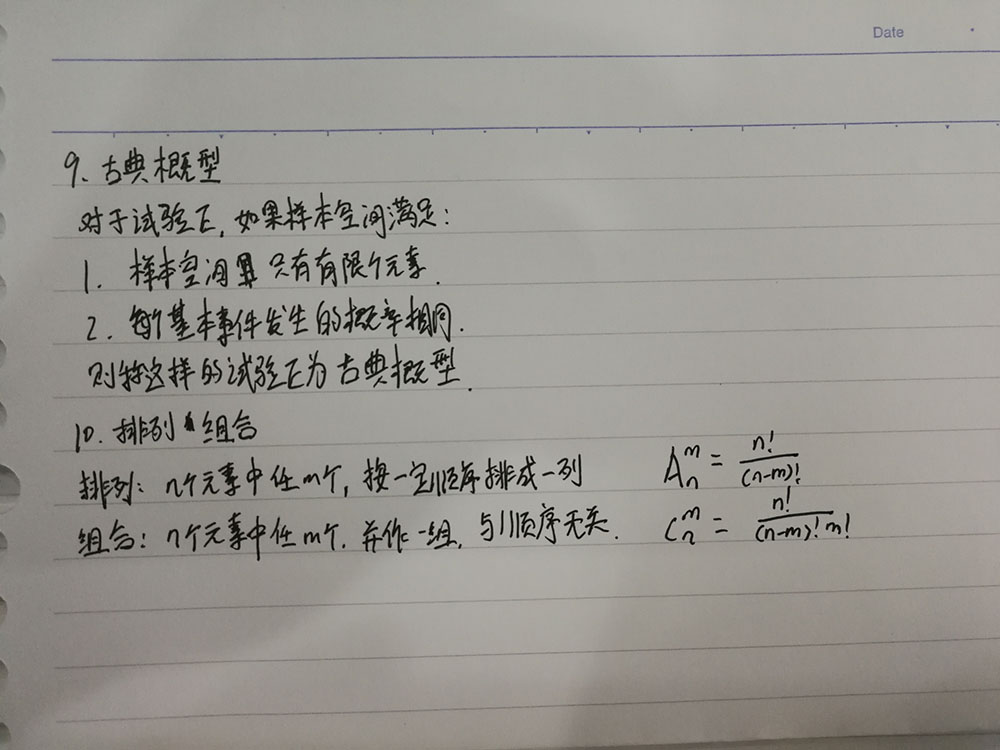 Date
9. 古典概型
对于试验E, 如果样本空间满足:
1. 样本空间只有有限个元素.
2. 每个基本事件发生的概率相同.
则称这样的试验E为古典概型.
10. 排列 组合
排列: n个元素中任m个, 按一定顺序排成一列 A_n^m = n!/(n-m)!
组合: n个元素中任m个. 并作一组, 与顺序无关. C_n^m = n!/(n-m)!m!